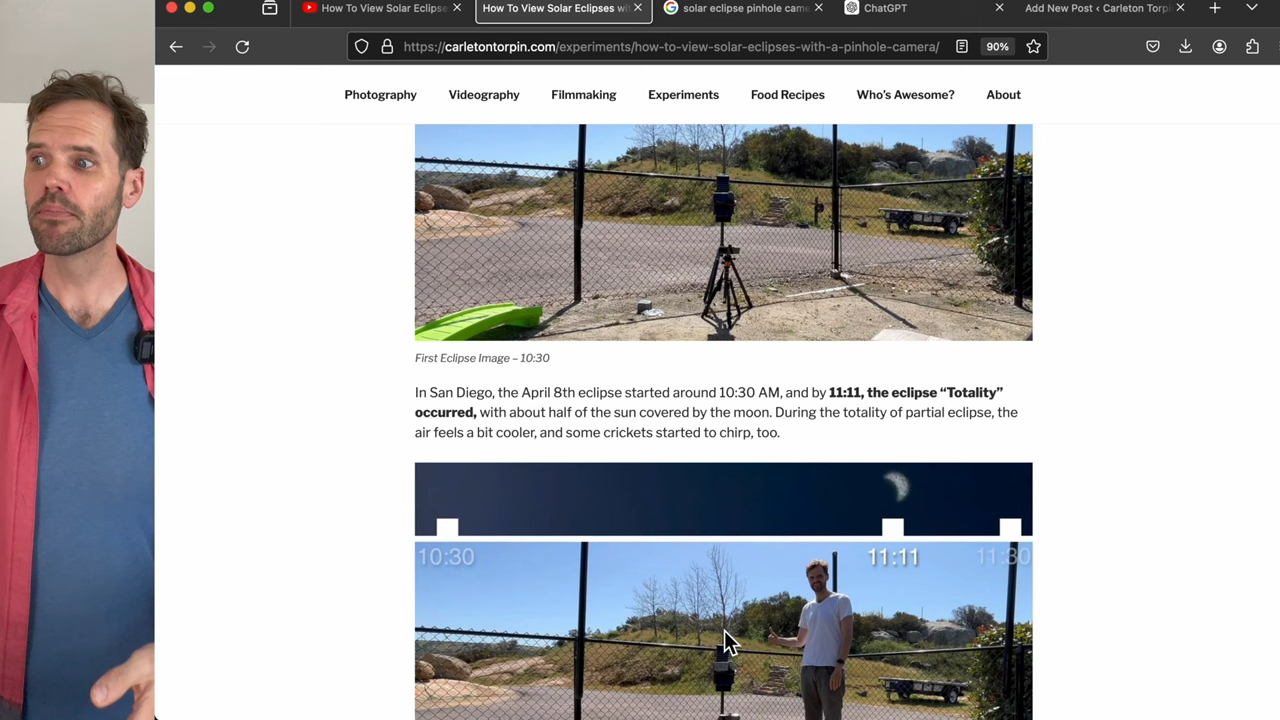 How To View Solar Eclipse
How To View Solar Eclipses wi
solar eclipse pinhole cam
ChatGPT
Add New Post ‹ Carleton Torpi
https://carletontorpin.com/experiments/how-to-view-solar-eclipses-with-a-pinhole-camera/
90%
Photography Videography Filmmaking Experiments Food Recipes Who's Awesome? About
First Eclipse Image – 10:30
In San Diego, the April 8th eclipse started around 10:30 AM, and by 11:11, the eclipse “Totality”
occurred, with about half of the sun covered by the moon. During the totality of partial eclipse, the
air feels a bit cooler, and some crickets started to chirp, too.
10:30 11:11 11:30